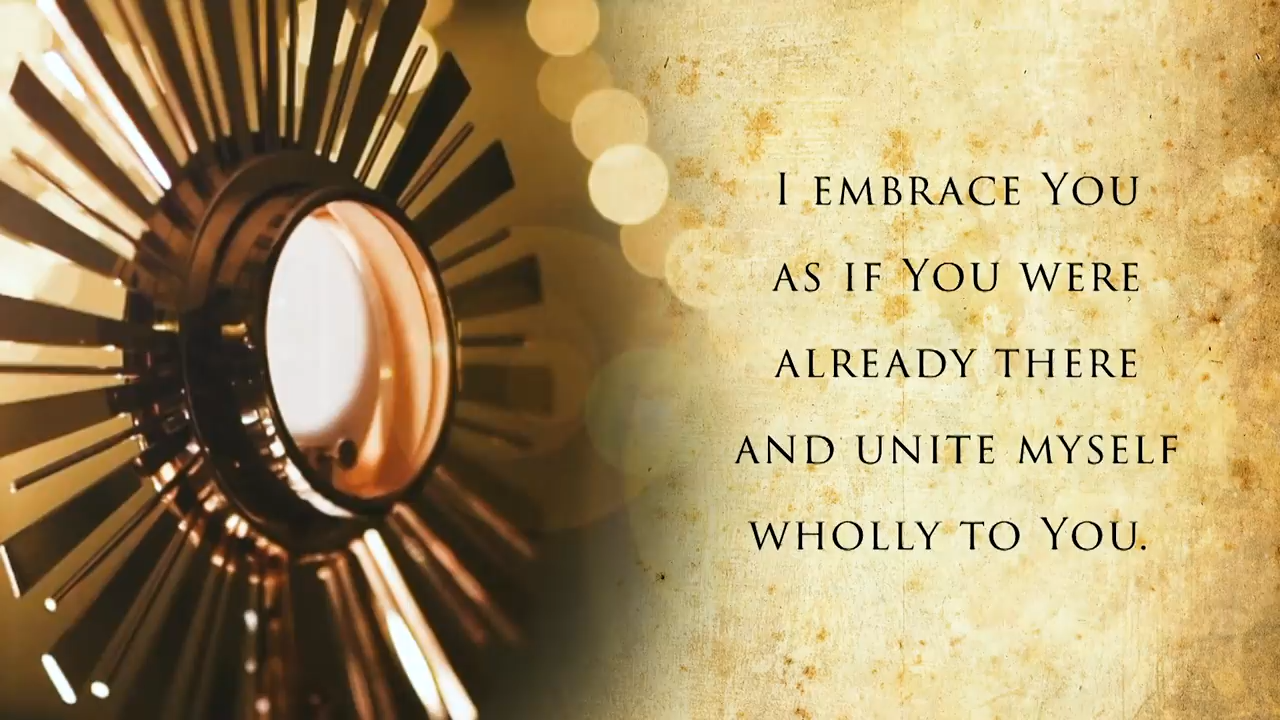 I EMBRACE YOU
AS IF YOU WERE
ALREADY THERE
AND UNITE MYSELF
WHOLLY TO YOU.